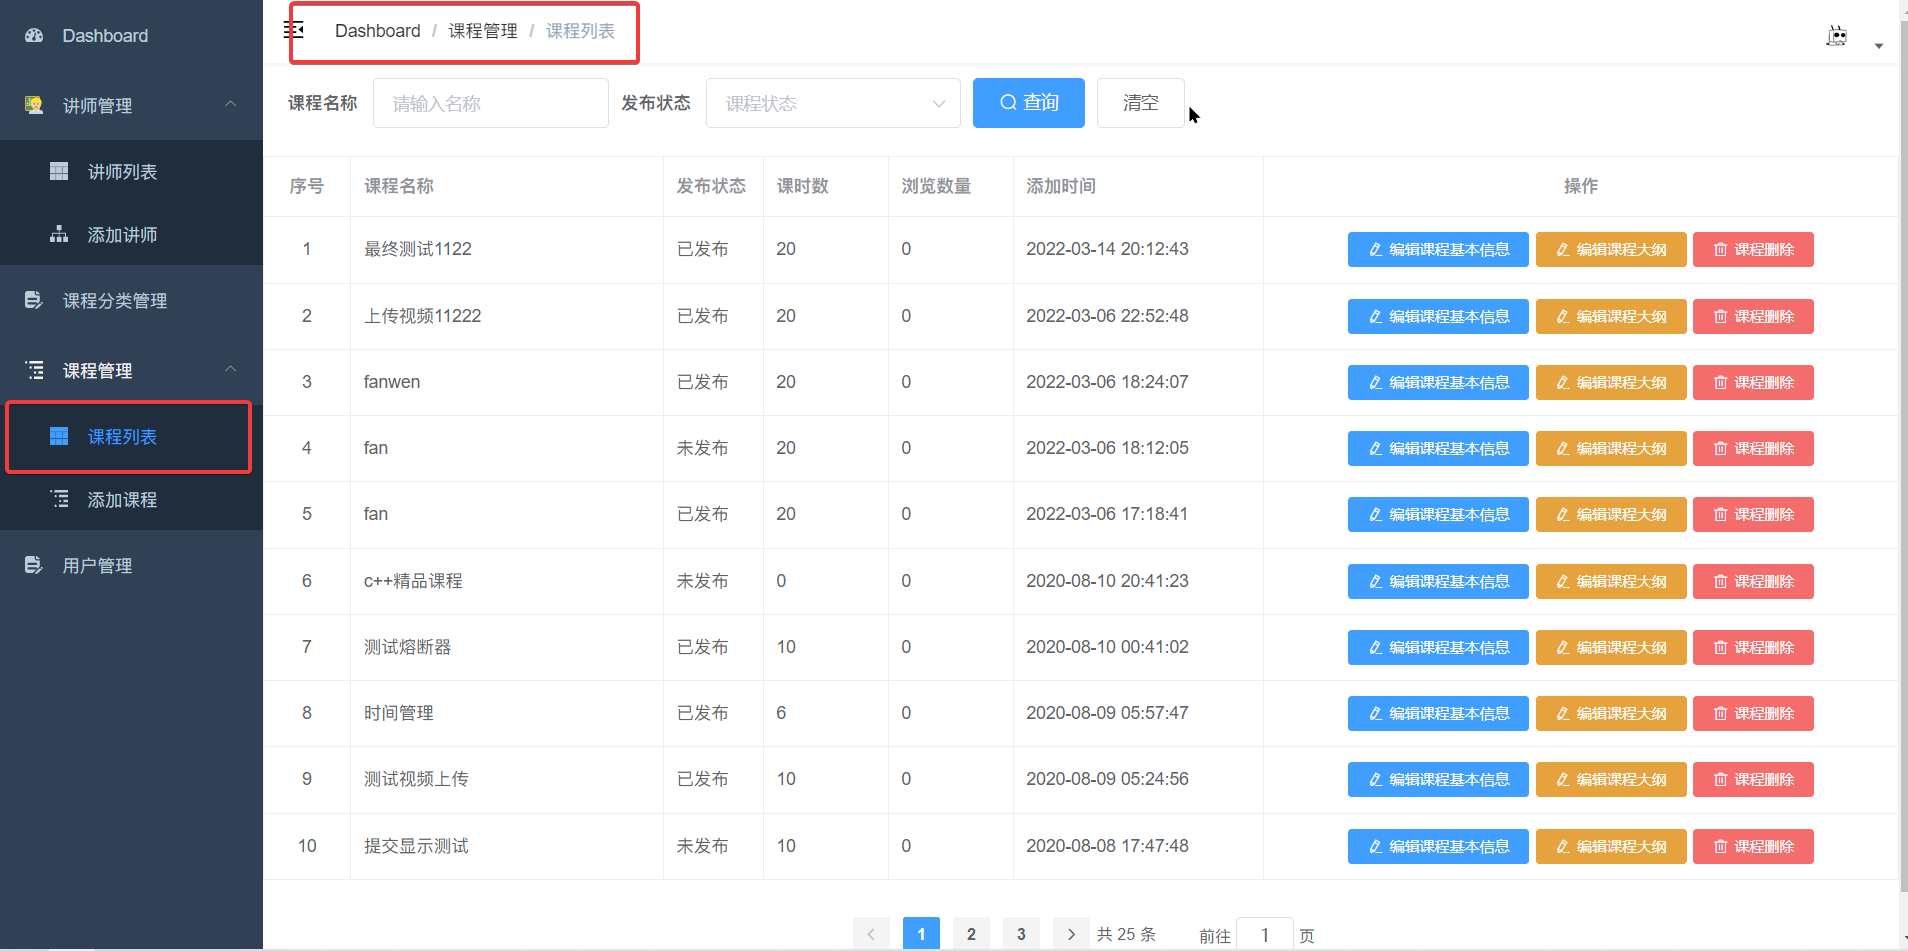 Dashboard
讲师管理
讲师列表
添加讲师
课程分类管理
课程管理
课程列表
添加课程
用户管理
Dashboard / 课程管理 / 课程列表
课程名称 请输入名称 发布状态 课程状态 查询 清空
序号 课程名称 发布状态 课时数 浏览数量 添加时间 操作
1 最终测试1122 已发布 20 0 2022-03-14 20:12:43 编辑课程基本信息 编辑课程大纲 课程删除
2 上传视频11222 已发布 20 0 2022-03-06 22:52:48 编辑课程基本信息 编辑课程大纲 课程删除
3 fanwen 已发布 20 0 2022-03-06 18:24:07 编辑课程基本信息 编辑课程大纲 课程删除
4 fan 未发布 20 0 2022-03-06 18:12:05 编辑课程基本信息 编辑课程大纲 课程删除
5 fan 已发布 20 0 2022-03-06 17:18:41 编辑课程基本信息 编辑课程大纲 课程删除
6 c++精品课程 未发布 0 0 2020-08-10 20:41:23 编辑课程基本信息 编辑课程大纲 课程删除
7 测试熔断器 已发布 10 0 2020-08-10 00:41:02 编辑课程基本信息 编辑课程大纲 课程删除
8 时间管理 已发布 6 0 2020-08-09 05:57:47 编辑课程基本信息 编辑课程大纲 课程删除
9 测试视频上传 已发布 10 0 2020-08-09 05:24:56 编辑课程基本信息 编辑课程大纲 课程删除
10 提交显示测试 未发布 10 0 2020-08-08 17:47:48 编辑课程基本信息 编辑课程大纲 课程删除
1 2 3 共 25 条 前往 1 页